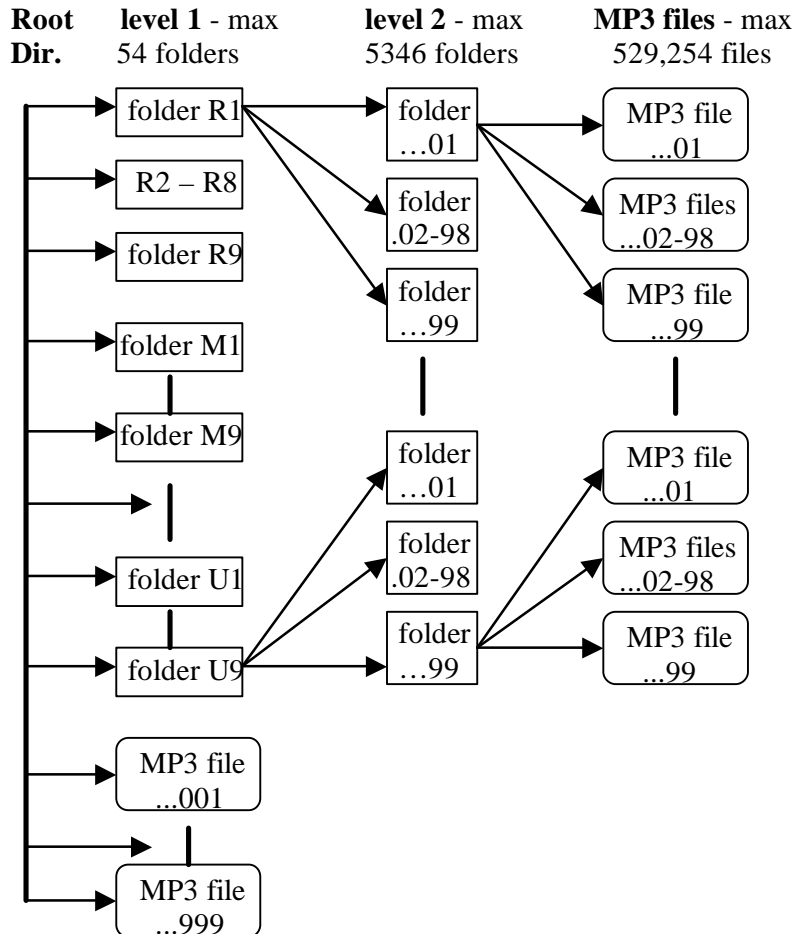 Root
Dir.
level 1 - max
54 folders
level 2 - max
5346 folders
MP3 files - max
529,254 files
folder R1
R2 – R8
folder R9
folder M1
folder M9
folder U1
folder U9
MP3 file
...001
MP3 file
...999
folder
…01
folder
.02-98
folder
…99
folder
…01
folder
.02-98
folder
…99
MP3 file
...01
MP3 files
...02-98
MP3 file
...99
MP3 file
...01
MP3 files
...02-98
MP3 file
...99